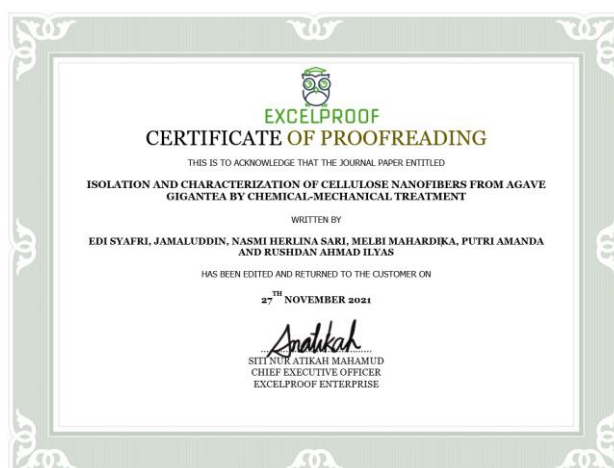 EXCELPROOF
CERTIFICATE OF PROOFREADING
THIS IS TO ACKNOWLEDGE THAT THE JOURNAL PAPER ENTITLED
ISOLATION AND CHARACTERIZATION OF CELLULOSE NANOFIBERS FROM AGAVE
GIGANTEA BY CHEMICAL-MECHANICAL TREATMENT
WRITTEN BY
EDI SYAFRI, JAMALUDDIN, NASMI HERLINA SARI, MELBI MAHARDIKA, PUTRI AMANDA
AND RUSHDAN AHMAD ILYAS
HAS BEEN EDITED AND RETURNED TO THE CUSTOMER ON
27TH NOVEMBER 2021
Anatikah
SITI NUR ATIKAH MAHAMUD
CHIEF EXECUTIVE OFFICER
EXCELPROOF ENTERPRISE